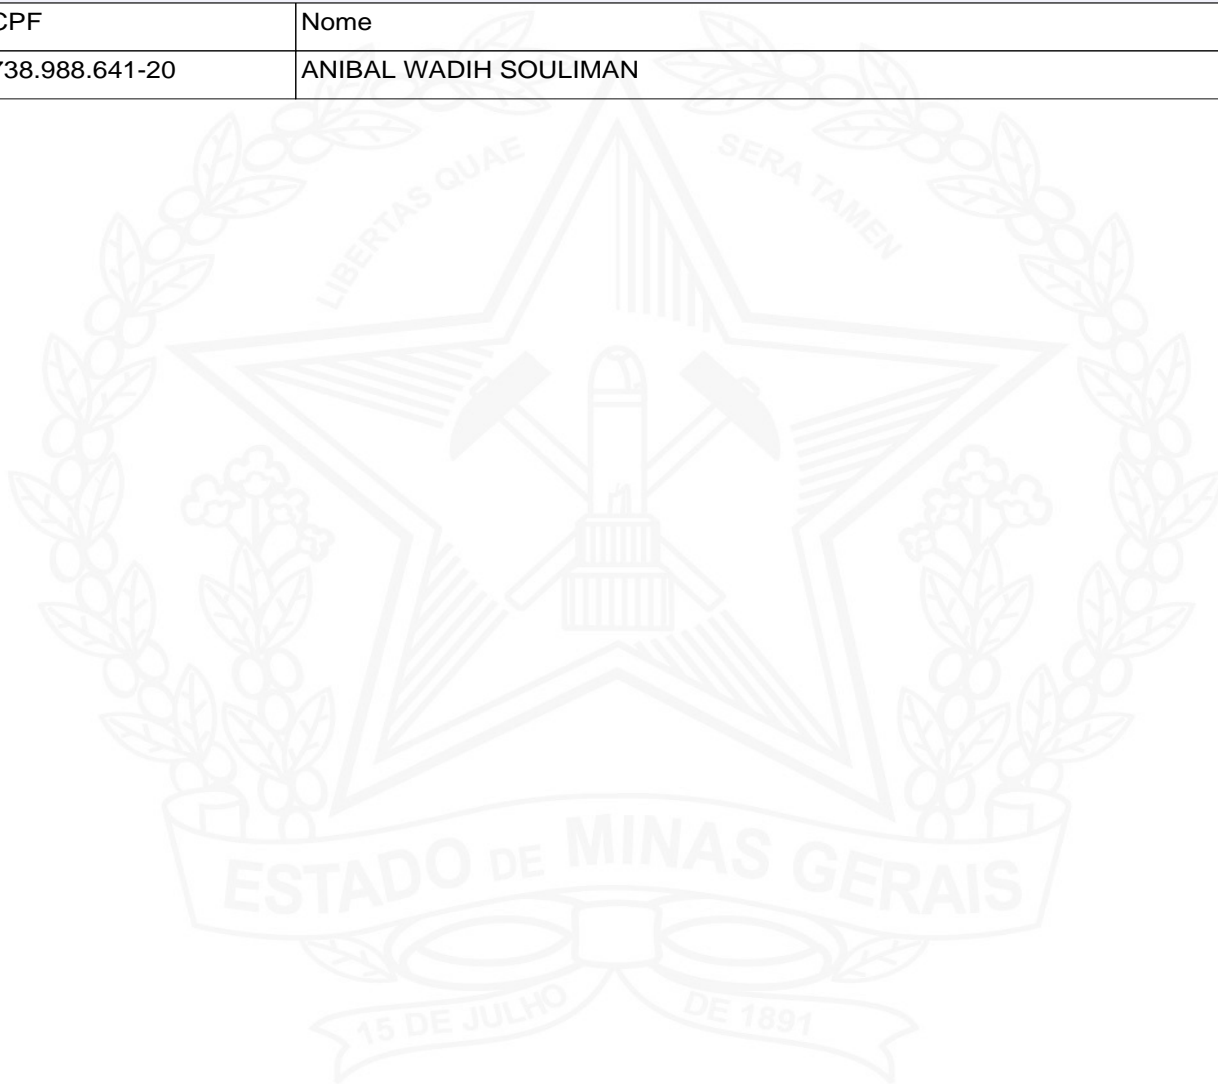 CPF Nome
738.988.641-20 ANIBAL WADIH SOULIMAN
LIBERTAS QUAE SERA TAMEN
ESTADO DE MINAS GERAIS
15 DE JULHO DE 1891